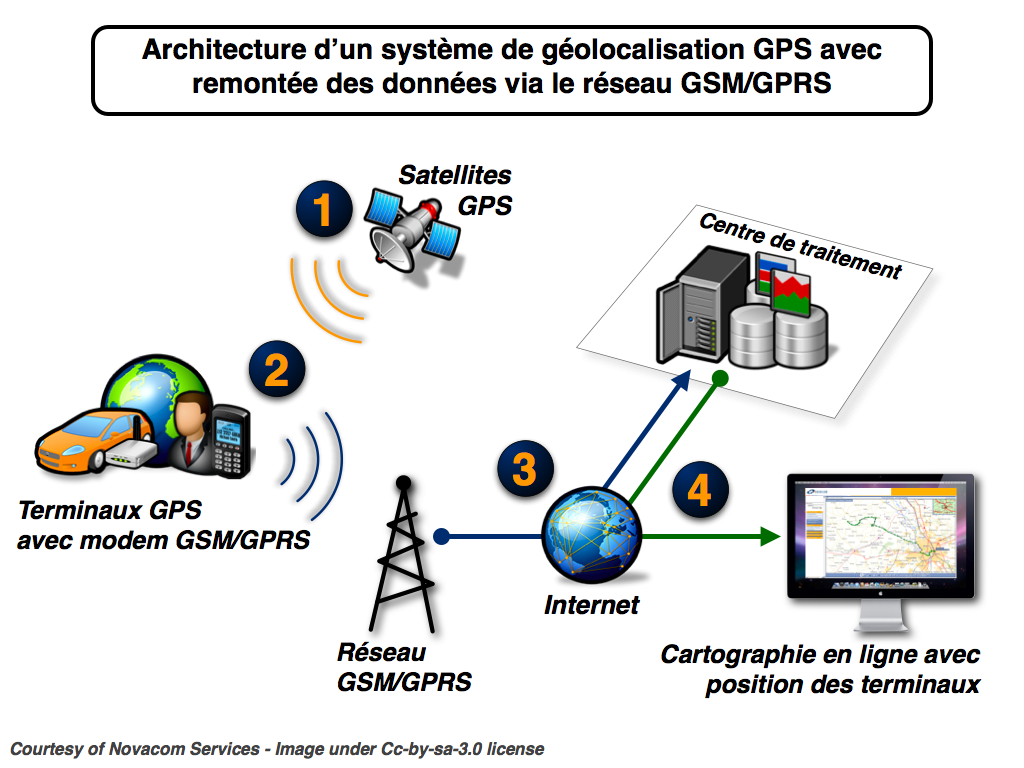 Architecture d’un système de géolocalisation GPS avec
remontée des données via le réseau GSM/GPRS
1
Satellites
GPS
Centre de traitement
2
Terminaux GPS
avec modem GSM/GPRS
3
4
Internet
Réseau
GSM/GPRS
Cartographie en ligne avec
position des terminaux
Courtesy of Novacom Services - Image under Cc-by-sa-3.0 license